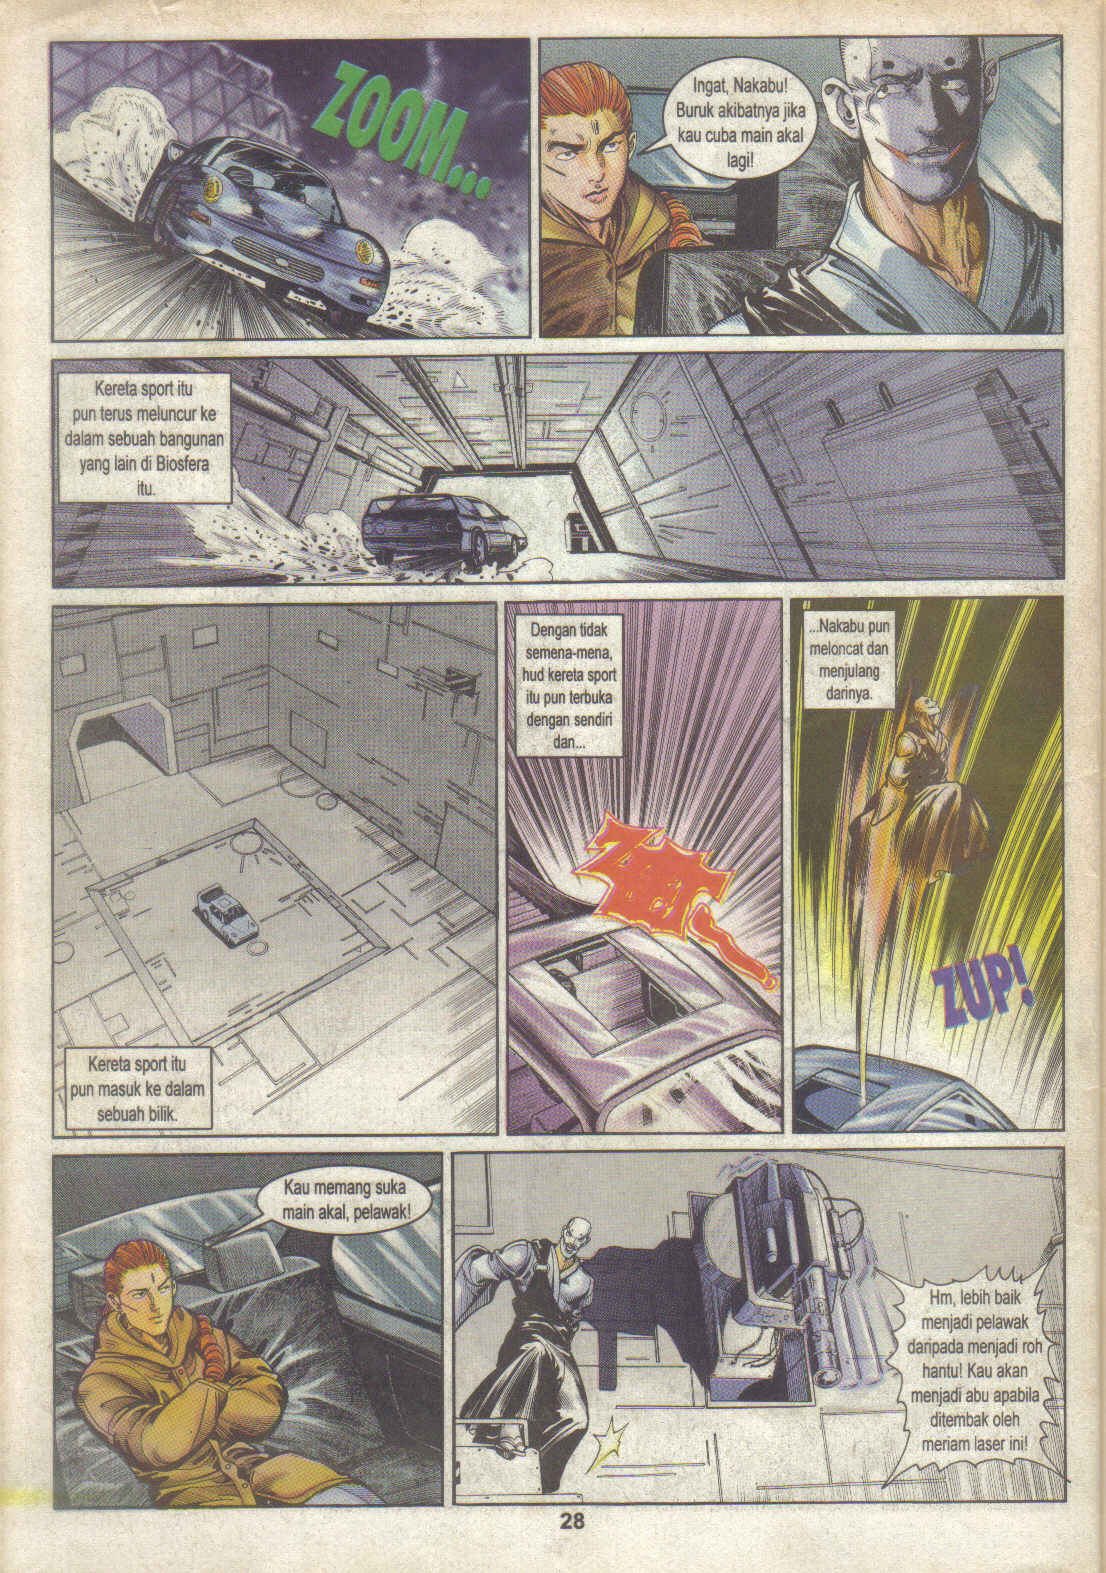 ZOOM...
Ingat, Nakabu!
Buruk akibatnya jika
kau cuba main akal
lagi!
Kereta sport itu
pun terus meluncur ke
dalam sebuah bangunan
yang lain di Biosfera
itu.
Kereta sport itu
pun masuk ke dalam
sebuah bilik.
Dengan tidak
semena-mena,
hud kereta sport
itu pun terbuka
dengan sendiri
dan...
...Nakabu pun
meloncat dan
menjulang
darinya.
ZUP!
Kau memang suka
main akal, pelawak!
Hm, lebih baik
menjadi pelawak
daripada menjadi roh
hantu! Kau akan
menjadi abu apabila
ditembak oleh
meriam laser ini!
28